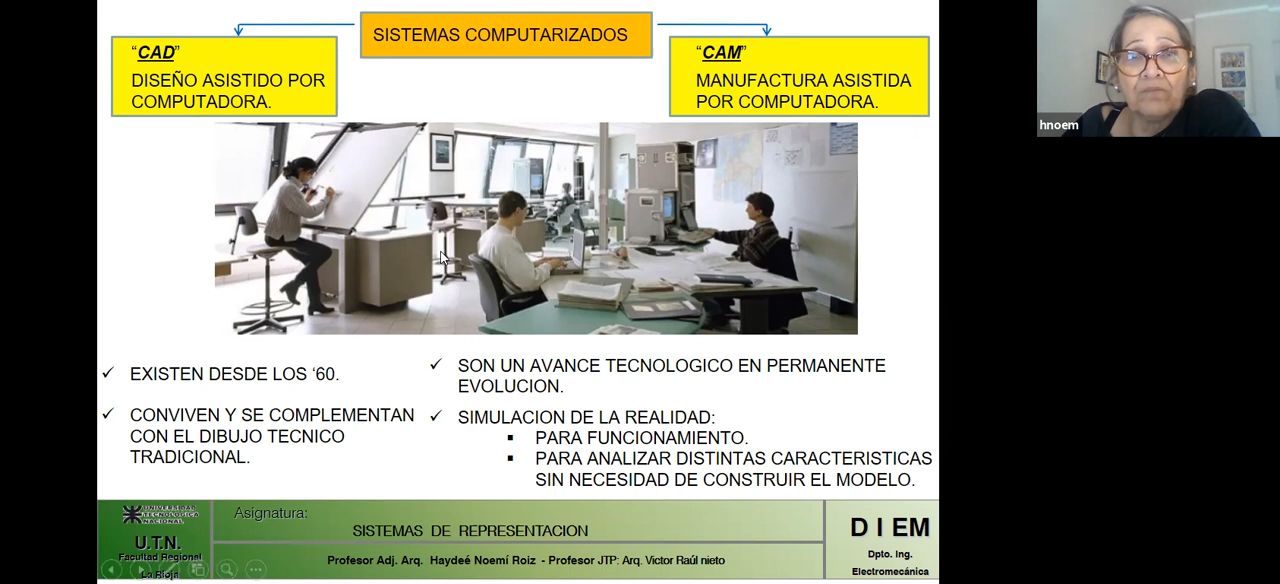 SISTEMAS COMPUTARIZADOS
“CAD”
DISEÑO ASISTIDO POR
COMPUTADORA.
“CAM”
MANUFACTURA ASISTIDA
POR COMPUTADORA.
hnoem
EXISTEN DESDE LOS ‘60.
CONVIVEN Y SE COMPLEMENTAN
CON EL DIBUJO TECNICO
TRADICIONAL.
SON UN AVANCE TECNOLOGICO EN PERMANENTE
EVOLUCION.
SIMULACION DE LA REALIDAD:
PARA FUNCIONAMIENTO.
PARA ANALIZAR DISTINTAS CARACTERISTICAS
SIN NECESIDAD DE CONSTRUIR EL MODELO.
UNIVERSIDAD
TECNOLOGICA
NACIONAL
U.T.N.
Facultad Regional
La Rioja
Asignatura:
SISTEMAS DE REPRESENTACION
Profesor Adj. Arq. Haydeé Noemí Roiz - Profesor JTP: Arq. Victor Raúl nieto
D I EM
Dpto. Ing.
Electromecánica